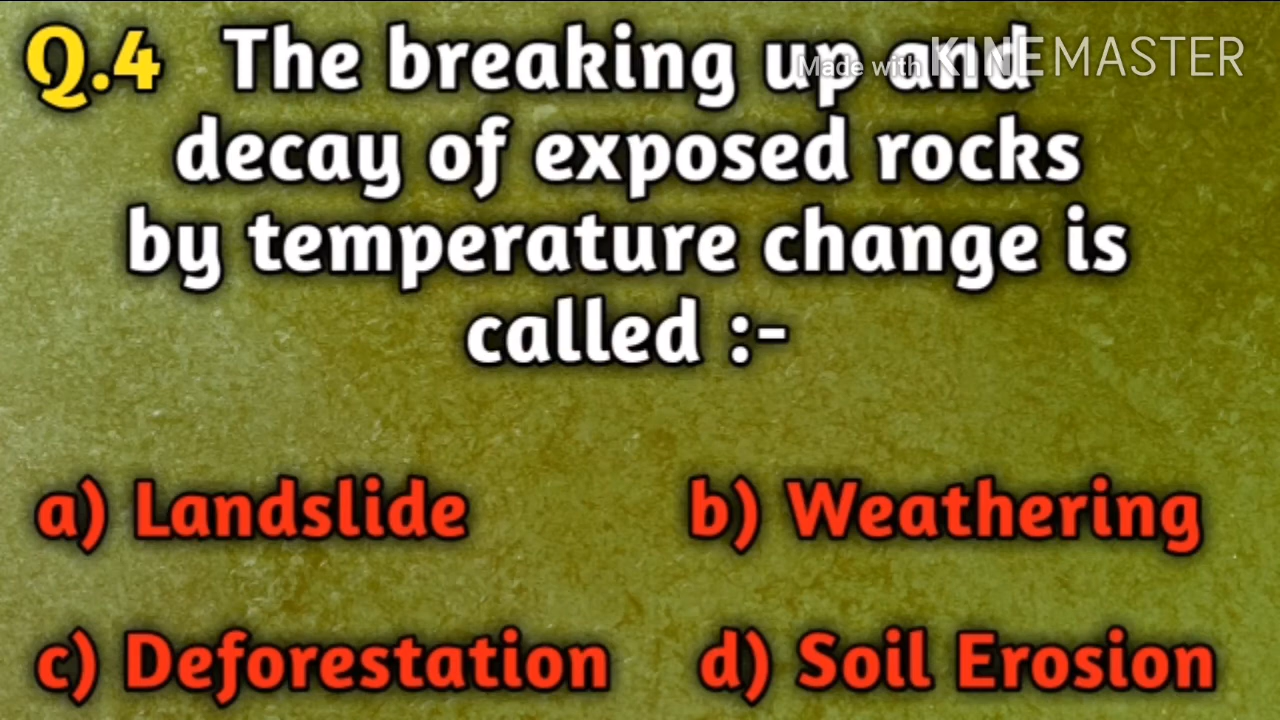 Q.4 The breaking up and
Made with KINEMASTER
decay of exposed rocks
by temperature change is
called :-
a) Landslide b) Weathering
c) Deforestation d) Soil Erosion